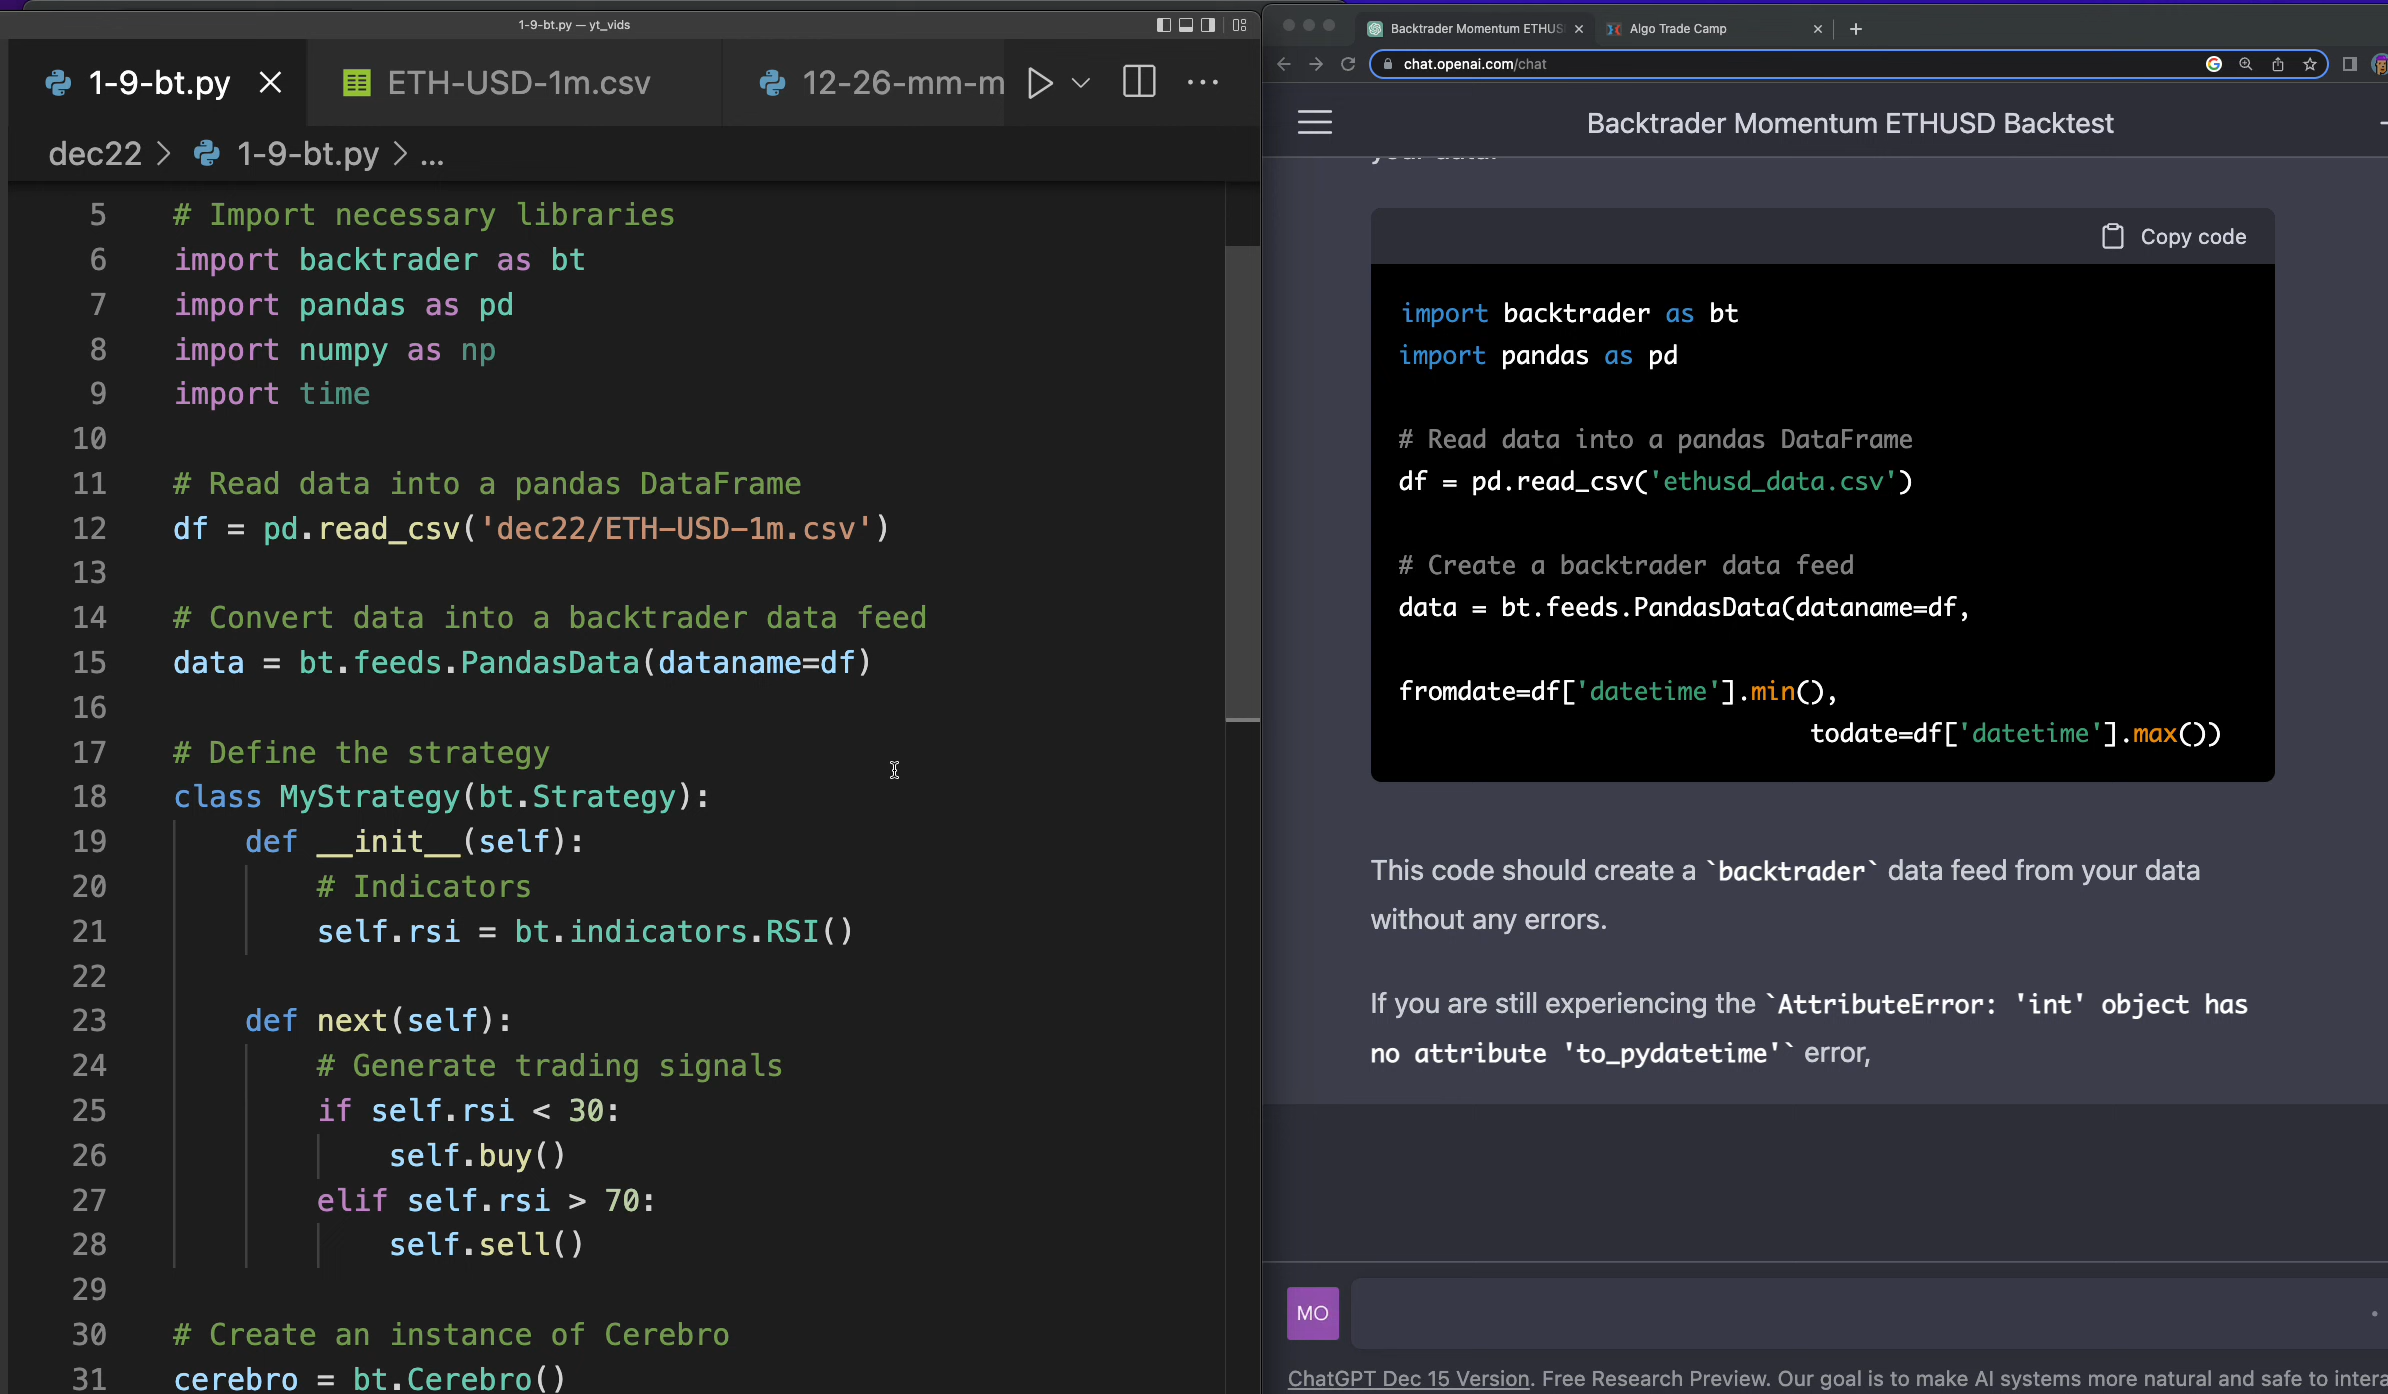 1-9-bt.py — yt_vids
1-9-bt.py
ETH-USD-1m.csv
12-26-mm-m
dec22 > 1-9-bt.py > ...
5 # Import necessary libraries
6 import backtrader as bt
7 import pandas as pd
8 import numpy as np
9 import time
10
11 # Read data into a pandas DataFrame
12 df = pd.read_csv('dec22/ETH-USD-1m.csv')
13
14 # Convert data into a backtrader data feed
15 data = bt.feeds.PandasData(dataname=df)
16
17 # Define the strategy
18 class MyStrategy(bt.Strategy):
19 def __init__(self):
20 # Indicators
21 self.rsi = bt.indicators.RSI()
22
23 def next(self):
24 # Generate trading signals
25 if self.rsi < 30:
26 self.buy()
27 elif self.rsi > 70:
28 self.sell()
29
30 # Create an instance of Cerebro
31 cerebro = bt.Cerebro()
Backtrader Momentum ETHUS
Algo Trade Camp
chat.openai.com/chat
Backtrader Momentum ETHUSD Backtest
your data.
Copy code
import backtrader as bt
import pandas as pd
# Read data into a pandas DataFrame
df = pd.read_csv('ethusd_data.csv')
# Create a backtrader data feed
data = bt.feeds.PandasData(dataname=df,
fromdate=df['datetime'].min(),
todate=df['datetime'].max())
This code should create a `backtrader` data feed from your data
without any errors.
If you are still experiencing the `AttributeError: 'int' object has
no attribute 'to_pydatetime'` error,
MO
ChatGPT Dec 15 Version. Free Research Preview. Our goal is to make AI systems more natural and safe to intera